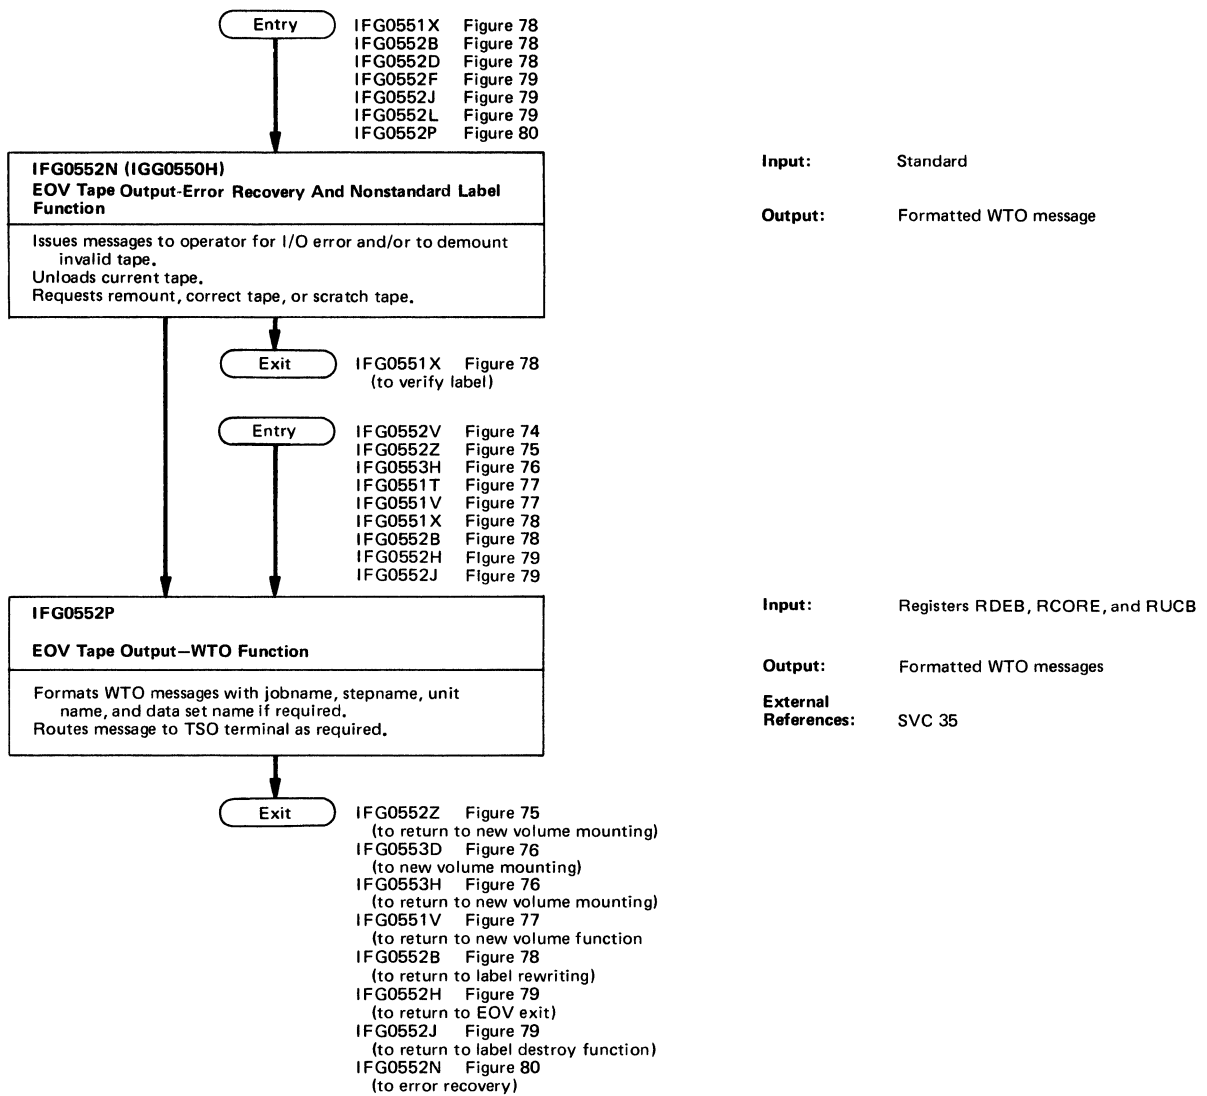 Entry
IFG0551X Figure 78
IFG0552B Figure 78
IFG0552D Figure 78
IFG0552F Figure 79
IFG0552J Figure 79
IFG0552L Figure 79
IFG0552P Figure 80
IFG0552N (IGG0550H)
EOV Tape Output-Error Recovery And Nonstandard Label
Function
Issues messages to operator for I/O error and/or to demount
invalid tape.
Unloads current tape.
Requests remount, correct tape, or scratch tape.
Input: Standard
Output: Formatted WTO message
Exit
IFG0551X Figure 78
(to verify label)
Entry
IFG0552V Figure 74
IFG0552Z Figure 75
IFG0553H Figure 76
IFG0551T Figure 77
IFG0551V Figure 77
IFG0551X Figure 78
IFG0552B Figure 78
IFG0552H Figure 79
IFG0552J Figure 79
IFG0552P
EOV Tape Output—WTO Function
Formats WTO messages with jobname, stepname, unit
name, and data set name if required.
Routes message to TSO terminal as required.
Input: Registers RDEB, RCORE, and RUCB
Output: Formatted WTO messages
External
References: SVC 35
Exit
IFG0552Z Figure 75
(to return to new volume mounting)
IFG0553D Figure 76
(to new volume mounting)
IFG0553H Figure 76
(to return to new volume mounting)
IFG0551V Figure 77
(to return to new volume function
IFG0552B Figure 78
(to return to label rewriting)
IFG0552H Figure 79
(to return to EOV exit)
IFG0552J Figure 79
(to return to label destroy function)
IFG0552N Figure 80
(to error recovery)